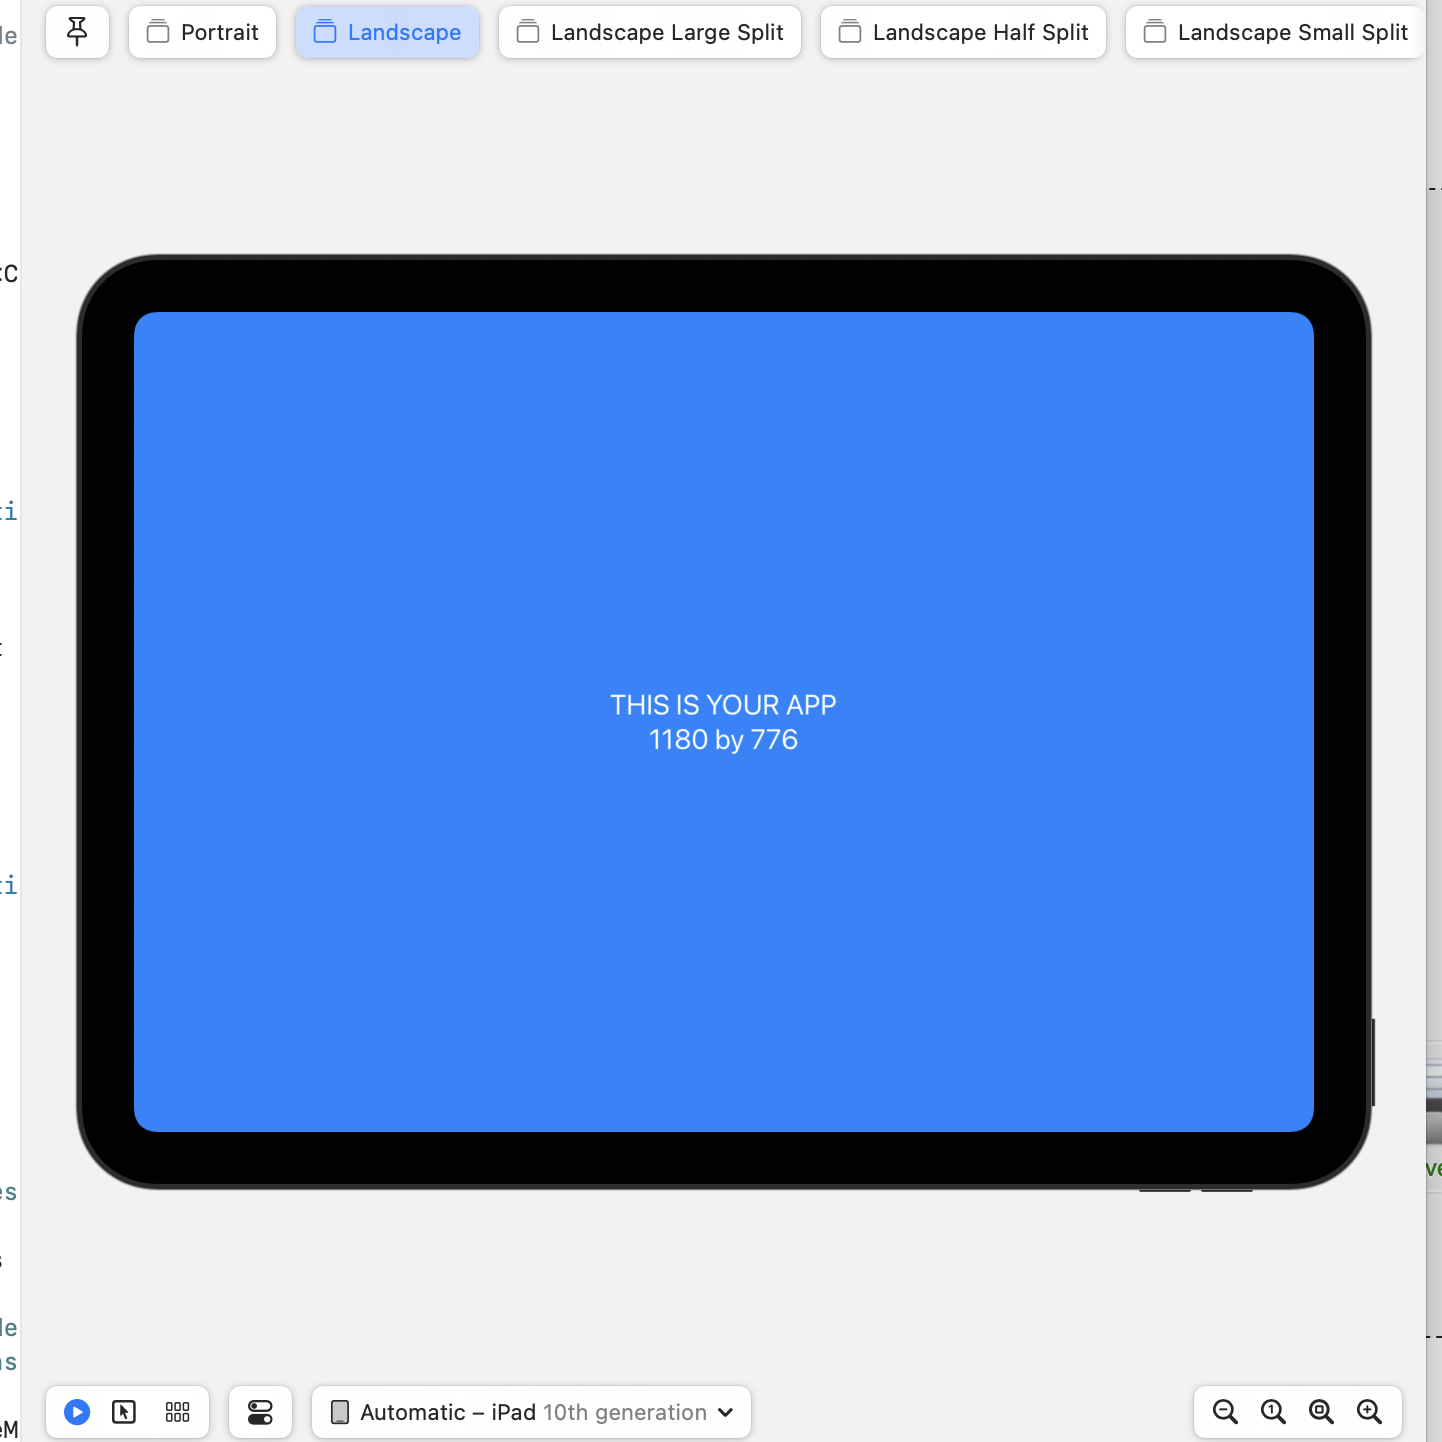 Portrait
Landscape
Landscape Large Split
Landscape Half Split
Landscape Small Split
THIS IS YOUR APP
1180 by 776
Automatic – iPad 10th generation